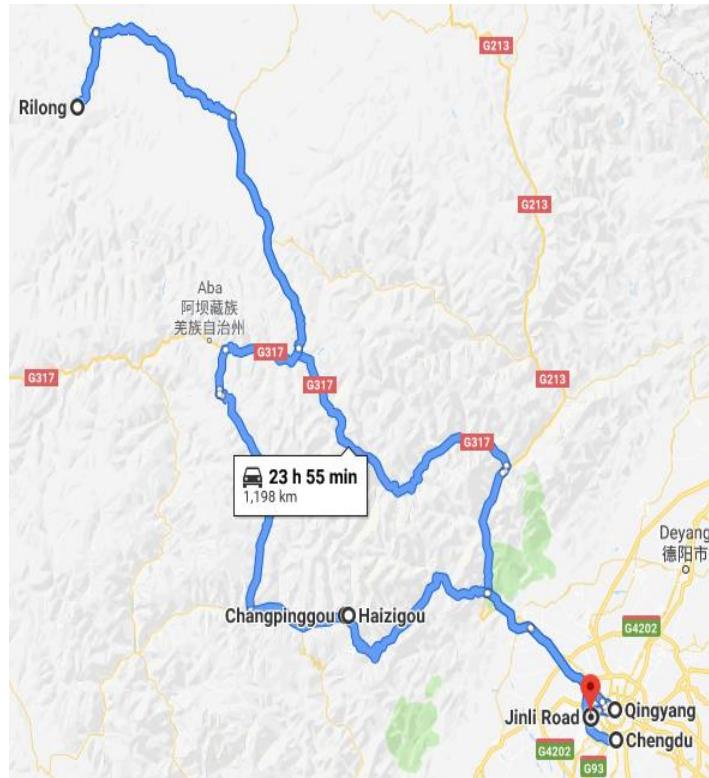 G213
Rilong
G213
Aba
阿坝藏族
羌族自治州
G317
G317
G317
G213
G317
23 h 55 min
1,198 km
Deyang
德阳市
Changpinggou
Haizigou
G4202
Qingyang
Jinli Road
Chengdu
G4202
G93